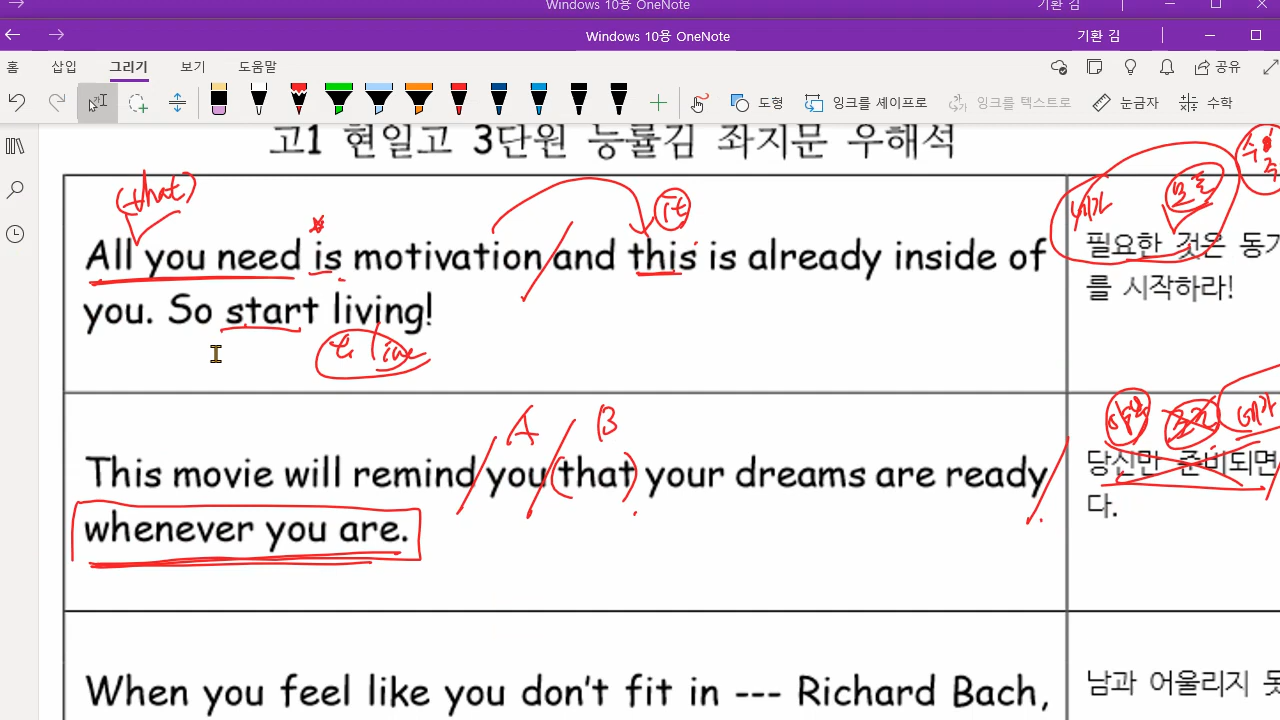 Windows 10용 OneNote 기환 김
Windows 10용 OneNote 기환 김
홈 삽입 그리기 보기 도움말
공유
도형 잉크를 셰이프로 잉크를 텍스트로 눈금자 수학
고1 현일고 3단원 능률김 좌지문 우해석
(that)
it
네가 모든
All you need is motivation and this is already inside of
you. So start living!
to live
필요한 것은 동기
를 시작하라!
A B
네가
This movie will remind you (that) your dreams are ready
whenever you are.
당신만 준비되면
다.
When you feel like you don't fit in --- Richard Bach,
남과 어울리지 못